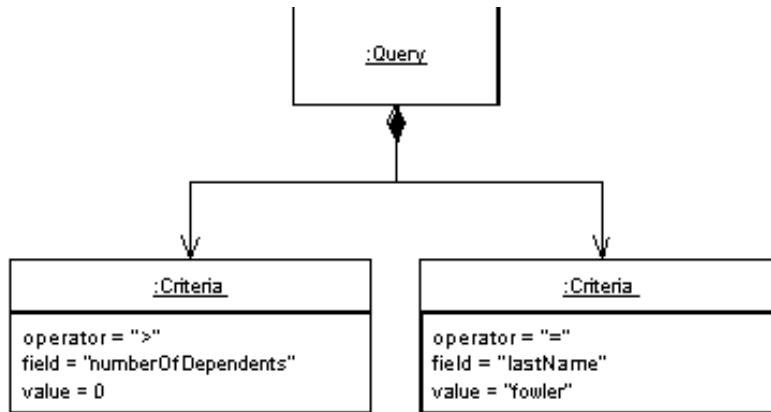 :Query
:Criteria
operator = ">"
field = "numberOfDependents"
value = 0
:Criteria
operator = "="
field = "lastName"
value = "fowler"